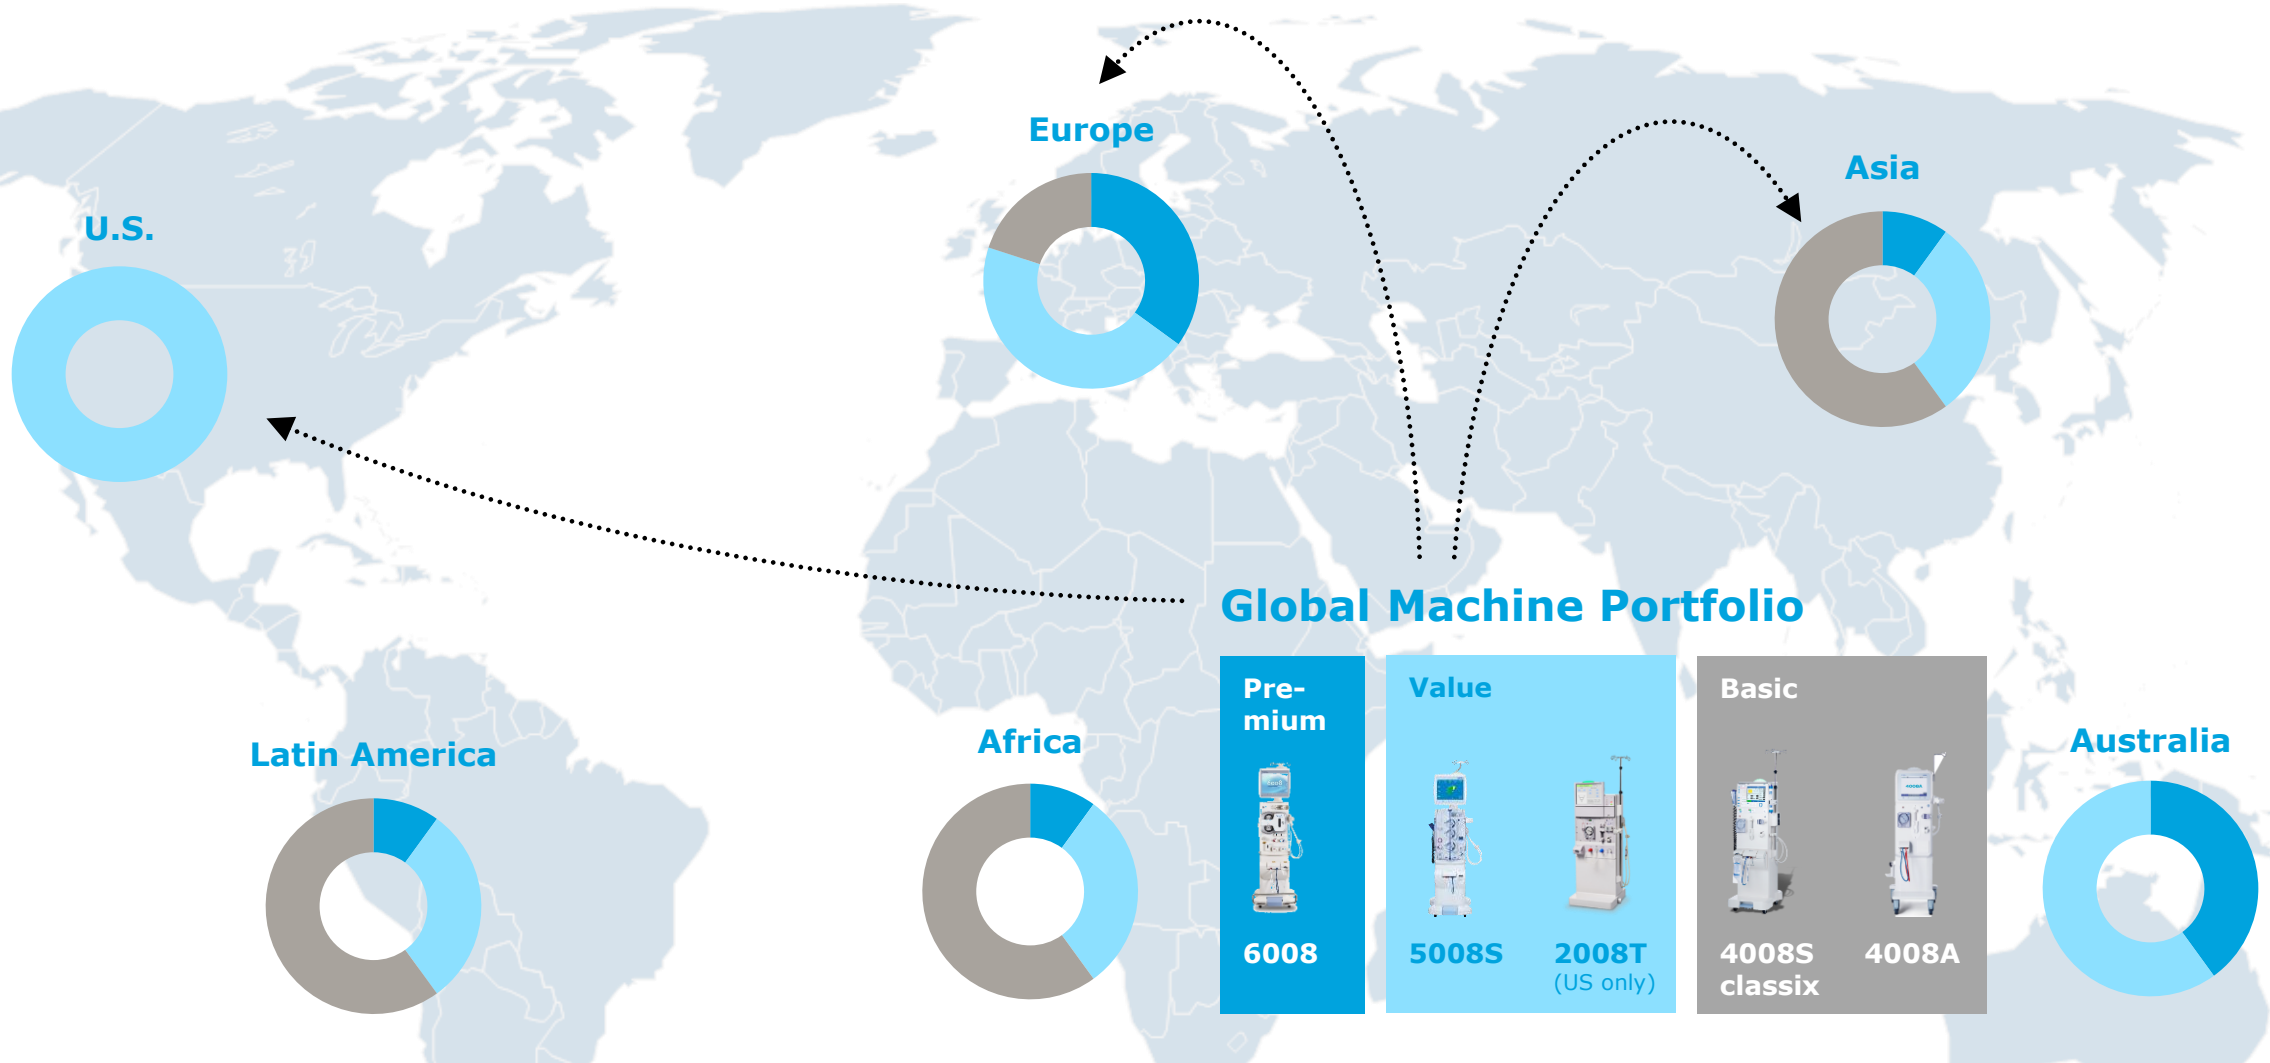 Europe
Asia
U.S.
Global Machine Portfolio
Pre-
mium
Value
Basic
Latin America
Africa
Australia
4008A
6008
5008S
2008T
(US only)
4008S
classix
4008A